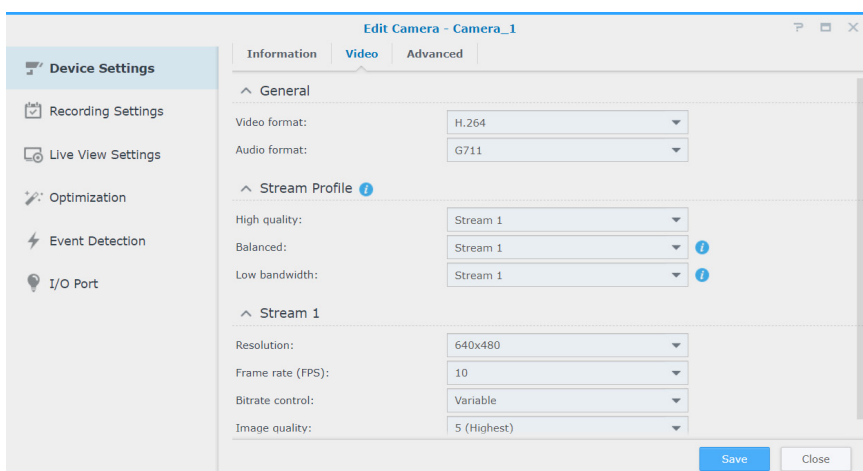 Edit Camera - Camera_1
Device Settings
Recording Settings
Live View Settings
Optimization
Event Detection
I/O Port
Information Video Advanced
General
Video format: H.264
Audio format: G711
Stream Profile
High quality: Stream 1
Balanced: Stream 1
Low bandwidth: Stream 1
Stream 1
Resolution: 640x480
Frame rate (FPS): 10
Bitrate control: Variable
Image quality: 5 (Highest)
Save Close